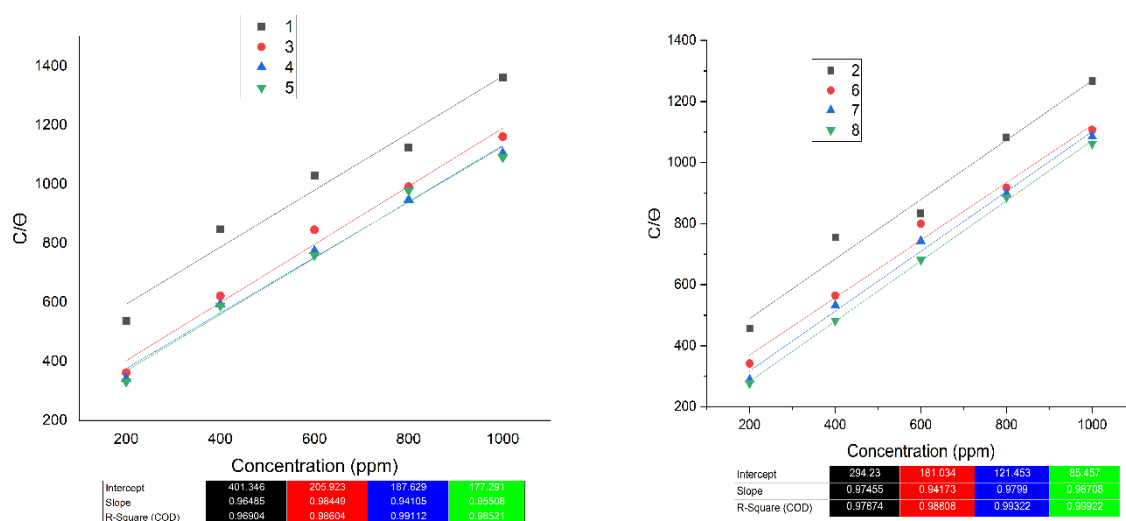 1
3
4
5
1400
1200
1000
800
600
400
200
C/Θ
200 400 600 800 1000
Concentration (ppm)
Intercept 401.346 205.923 187.629 177.291
Slope 0.96485 0.98449 0.94105 0.95508
R-Square (COD) 0.96904 0.98604 0.99112 0.98521
2
6
7
8
1400
1200
1000
800
600
400
200
C/Θ
200 400 600 800 1000
Concentration (ppm)
Intercept 294.23 181.034 121.453 85.457
Slope 0.97455 0.94173 0.9799 0.98708
R-Square (COD) 0.97874 0.98808 0.99322 0.99922